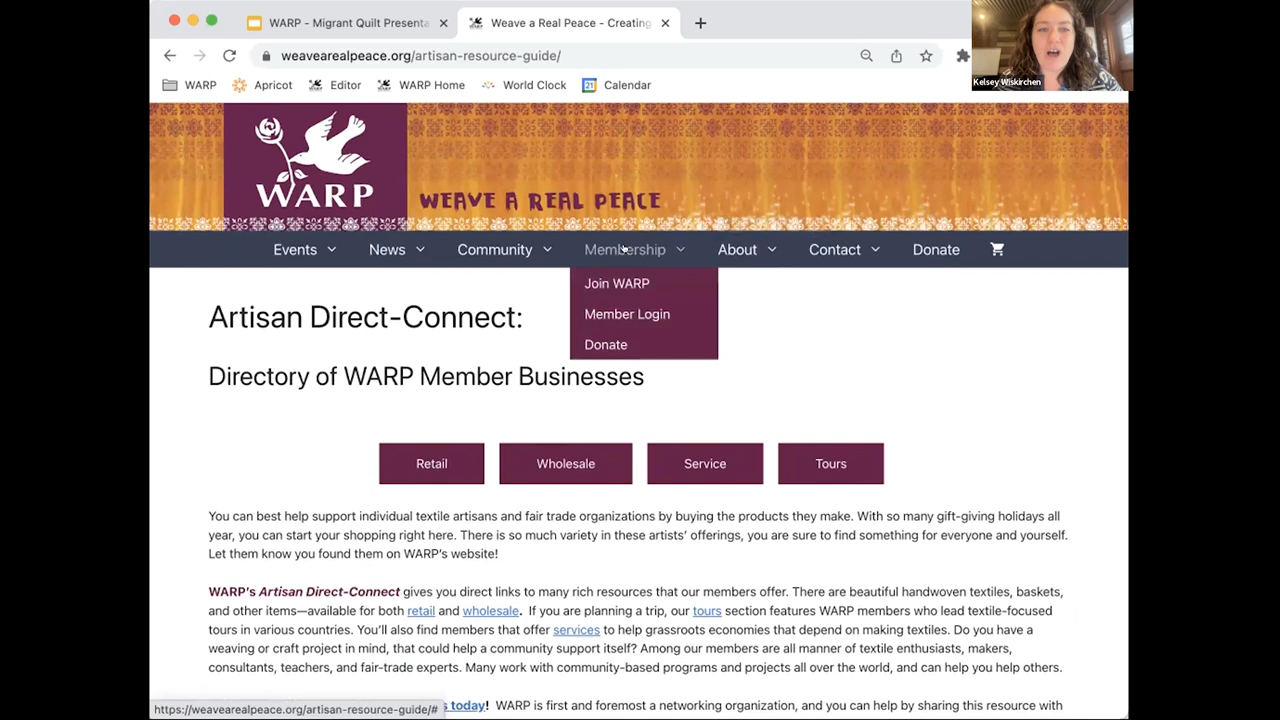 WARP - Migrant Quilt Presenta
Weave a Real Peace - Creating
weavearealpeace.org/artisan-resource-guide/
WARP
Apricot
Editor
WARP Home
World Clock
21
Calendar
Kelsey Wiskirchen
WARP
WEAVE A REAL PEACE
Events
News
Community
Membership
About
Contact
Donate
Join WARP
Member Login
Donate
Artisan Direct-Connect:
Directory of WARP Member Businesses
Retail
Wholesale
Service
Tours
You can best help support individual textile artisans and fair trade organizations by buying the products they make. With so many gift-giving holidays all
year, you can start your shopping right here. There is so much variety in these artists' offerings, you are sure to find something for everyone and yourself.
Let them know you found them on WARP's website!
WARP's Artisan Direct-Connect gives you direct links to many rich resources that our members offer. There are beautiful handwoven textiles, baskets,
and other items—available for both retail and wholesale. If you are planning a trip, our tours section features WARP members who lead textile-focused
tours in various countries. You'll also find members that offer services to help grassroots economies that depend on making textiles. Do you have a
weaving or craft project in mind, that could help a community support itself? Among our members are all manner of textile enthusiasts, makers,
consultants, teachers, and fair-trade experts. Many work with community-based programs and projects all over the world, and can help you help others.
s today! WARP is first and foremost a networking organization, and you can help by sharing this resource with
https://weavearealpeace.org/artisan-resource-guide/#